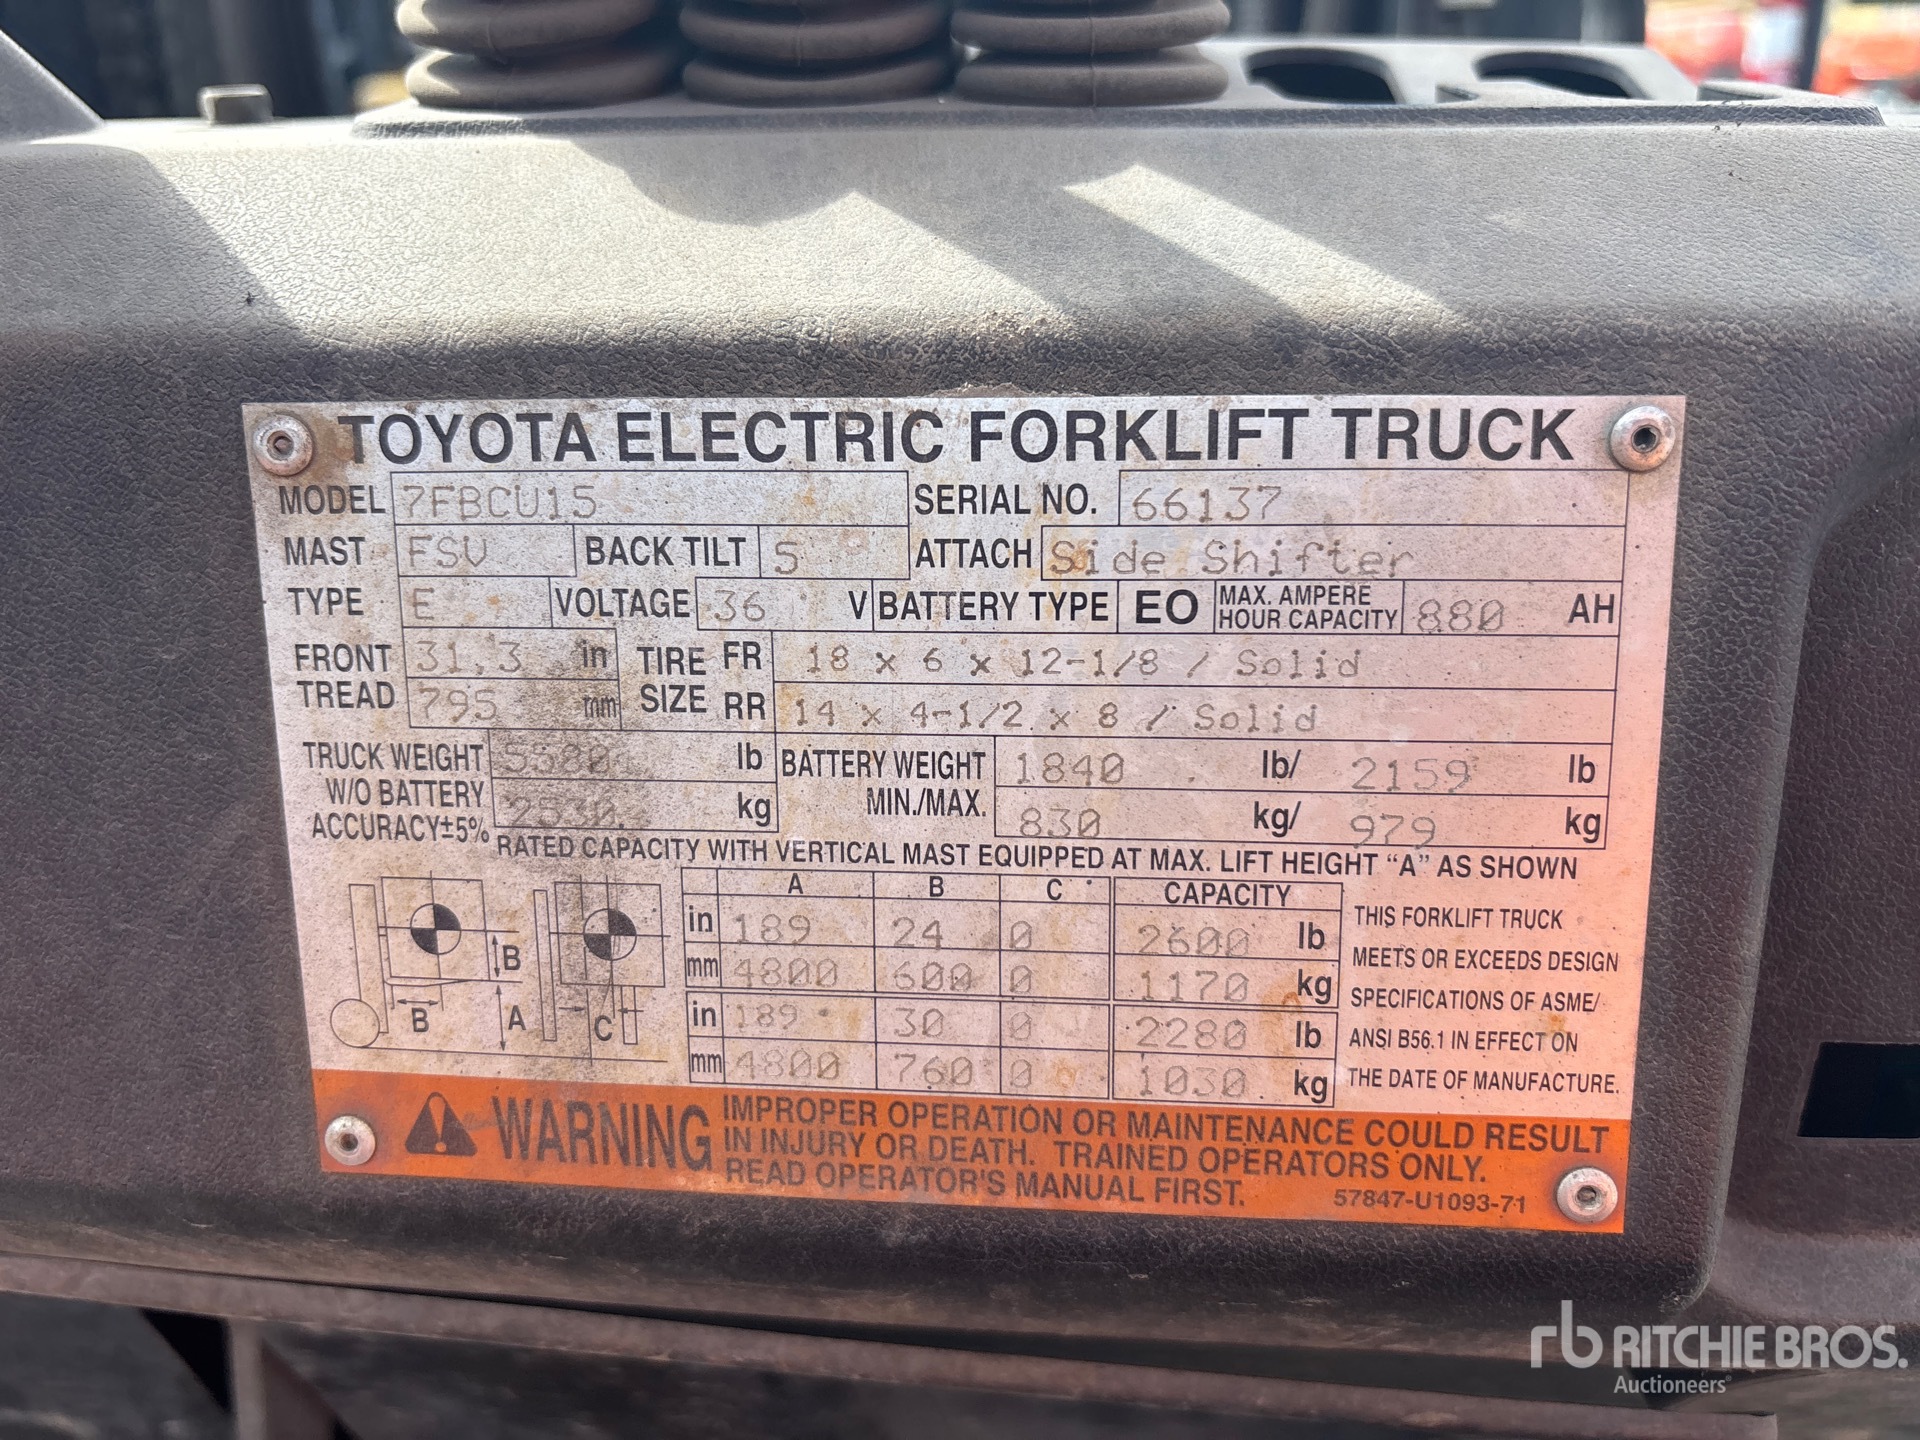 TOYOTA ELECTRIC FORKLIFT TRUCK
MODEL 7FBCU15 SERIAL NO. 66137
MAST FSV BACK TILT 5 ° ATTACH Side Shifter
TYPE E VOLTAGE 36 V BATTERY TYPE EO MAX. AMPERE HOUR CAPACITY 880 AH
FRONT TREAD 31.3 in TIRE SIZE FR 18 x 6 x 12-1/8 / Solid
795 mm RR 14 x 4-1/2 x 8 / Solid
TRUCK WEIGHT W/O BATTERY ACCURACY±5% 5580 lb BATTERY WEIGHT MIN./MAX. 1840 lb/ 2159 lb
2530 kg 830 kg/ 979 kg
RATED CAPACITY WITH VERTICAL MAST EQUIPPED AT MAX. LIFT HEIGHT "A" AS SHOWN
A B C CAPACITY
in 189 24 0 2600 lb
mm 4800 600 0 1170 kg
in 189 30 0 2280 lb
mm 4800 760 0 1030 kg
B B A C
THIS FORKLIFT TRUCK
MEETS OR EXCEEDS DESIGN
SPECIFICATIONS OF ASME/
ANSI B56.1 IN EFFECT ON
THE DATE OF MANUFACTURE.
WARNING IMPROPER OPERATION OR MAINTENANCE COULD RESULT
IN INJURY OR DEATH. TRAINED OPERATORS ONLY.
READ OPERATOR'S MANUAL FIRST. 57847-U1093-71
rb RITCHIE BROS.
Auctioneers